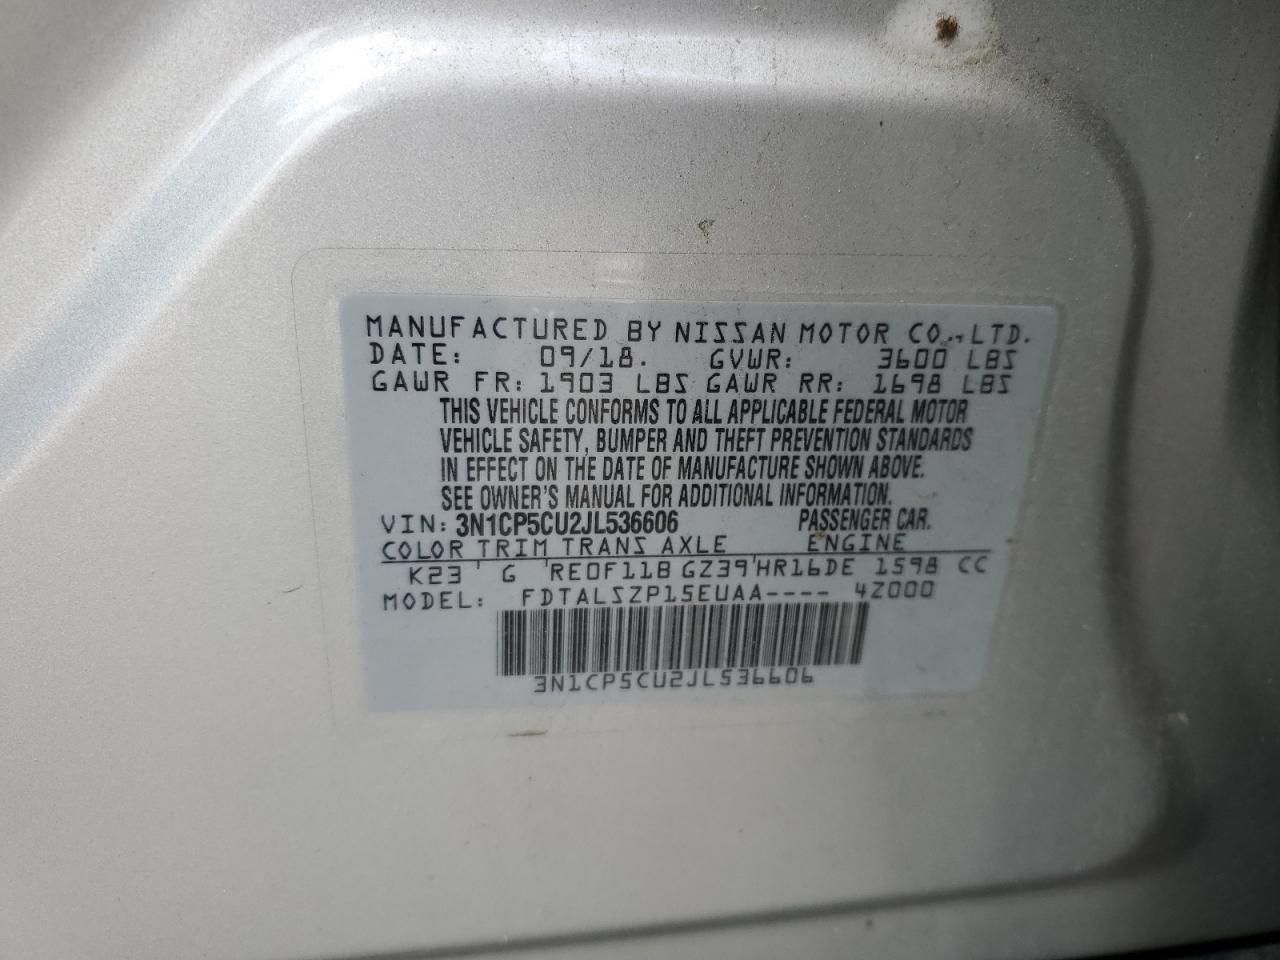 MANUFACTURED BY NISSAN MOTOR CO., LTD.
DATE: 09/18. GVWR: 3600 LBS
GAWR FR: 1903 LBS GAWR RR: 1698 LBS
THIS VEHICLE CONFORMS TO ALL APPLICABLE FEDERAL MOTOR
VEHICLE SAFETY, BUMPER AND THEFT PREVENTION STANDARDS
IN EFFECT ON THE DATE OF MANUFACTURE SHOWN ABOVE.
SEE OWNER'S MANUAL FOR ADDITIONAL INFORMATION.
VIN: 3N1CP5CU2JL536606 PASSENGER CAR.
COLOR TRIM TRANS AXLE ENGINE
K23 ' G ' RE0F11B GZ39 'HR16DE 1598 CC
MODEL: FDTALSZP15EUAA---- 4Z000
3N1CP5CU2JL536606